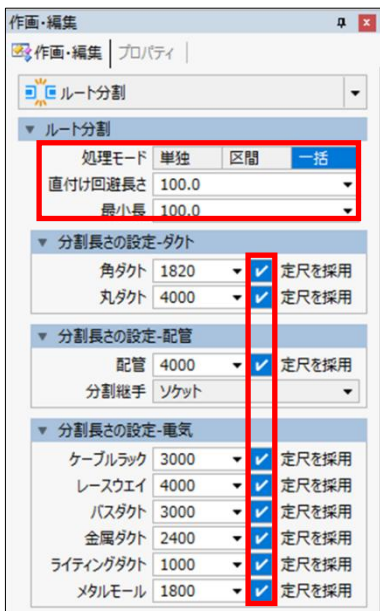 作画・編集
作画・編集 プロパティ
ルート分割
ルート分割
処理モード 単独 区間 一括
直付け回避長さ 100.0
最小長 100.0
分割長さの設定-ダクト
角ダクト 1820 定尺を採用
丸ダクト 4000 定尺を採用
分割長さの設定-配管
配管 4000 定尺を採用
分割継手 ソケット
分割長さの設定-電気
ケーブルラック 3000 定尺を採用
レースウエイ 4000 定尺を採用
バスダクト 3000 定尺を採用
金属ダクト 2400 定尺を採用
ライティングダクト 1000 定尺を採用
メタルモール 1800 定尺を採用